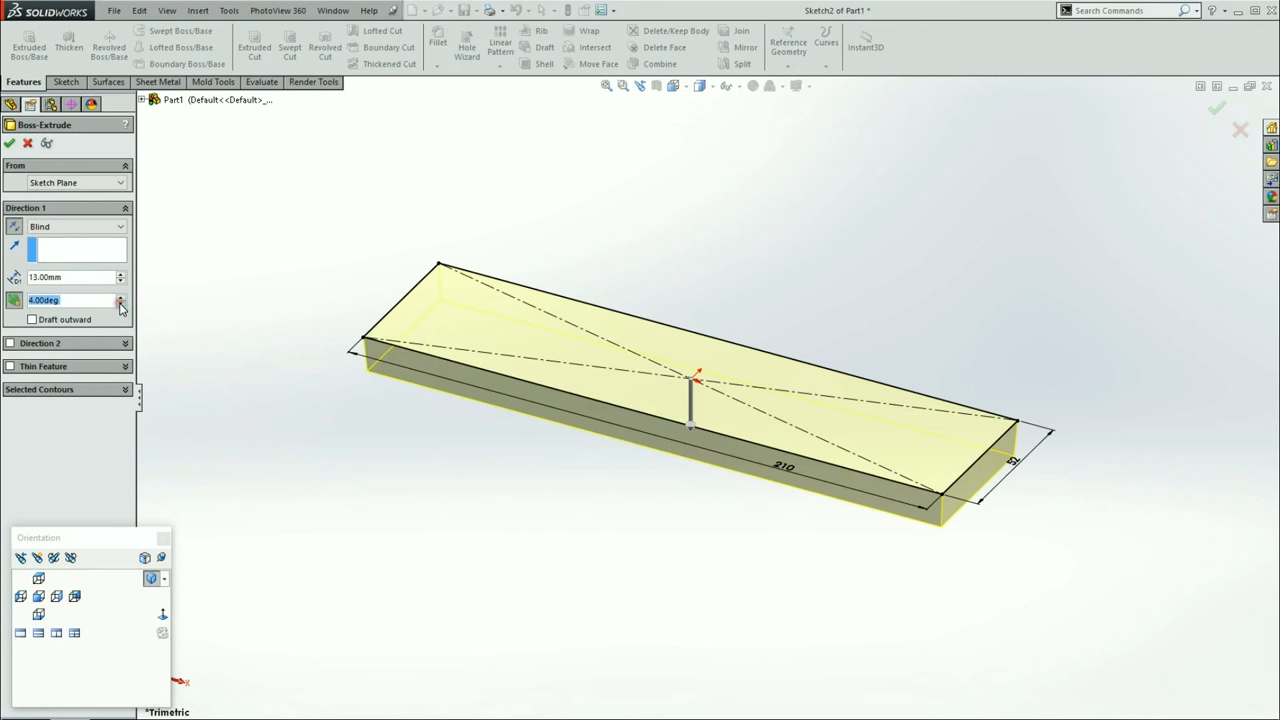 SOLIDWORKS File Edit View Insert Tools PhotoView 360 Window Help Sketch2 of Part1 * Search Commands
Extruded Boss/Base
Thicken
Revolved Boss/Base
Swept Boss/Base
Lofted Boss/Base
Boundary Boss/Base
Extruded Cut
Swept Cut
Revolved Cut
Lofted Cut
Boundary Cut
Thickened Cut
Fillet
Hole Wizard
Linear Pattern
Rib
Draft
Shell
Wrap
Intersect
Move Face
Delete/Keep Body
Delete Face
Combine
Join
Mirror
Split
Reference Geometry
Curves
Instant3D
Features Sketch Surfaces Sheet Metal Mold Tools Evaluate Render Tools
Part1 (Default<<Default>_...
Boss-Extrude ?
From
Sketch Plane
Direction 1
Blind
13.00mm
4.00deg
Draft outward
Direction 2
Thin Feature
Selected Contours
210
52
Orientation
X
*Trimetric